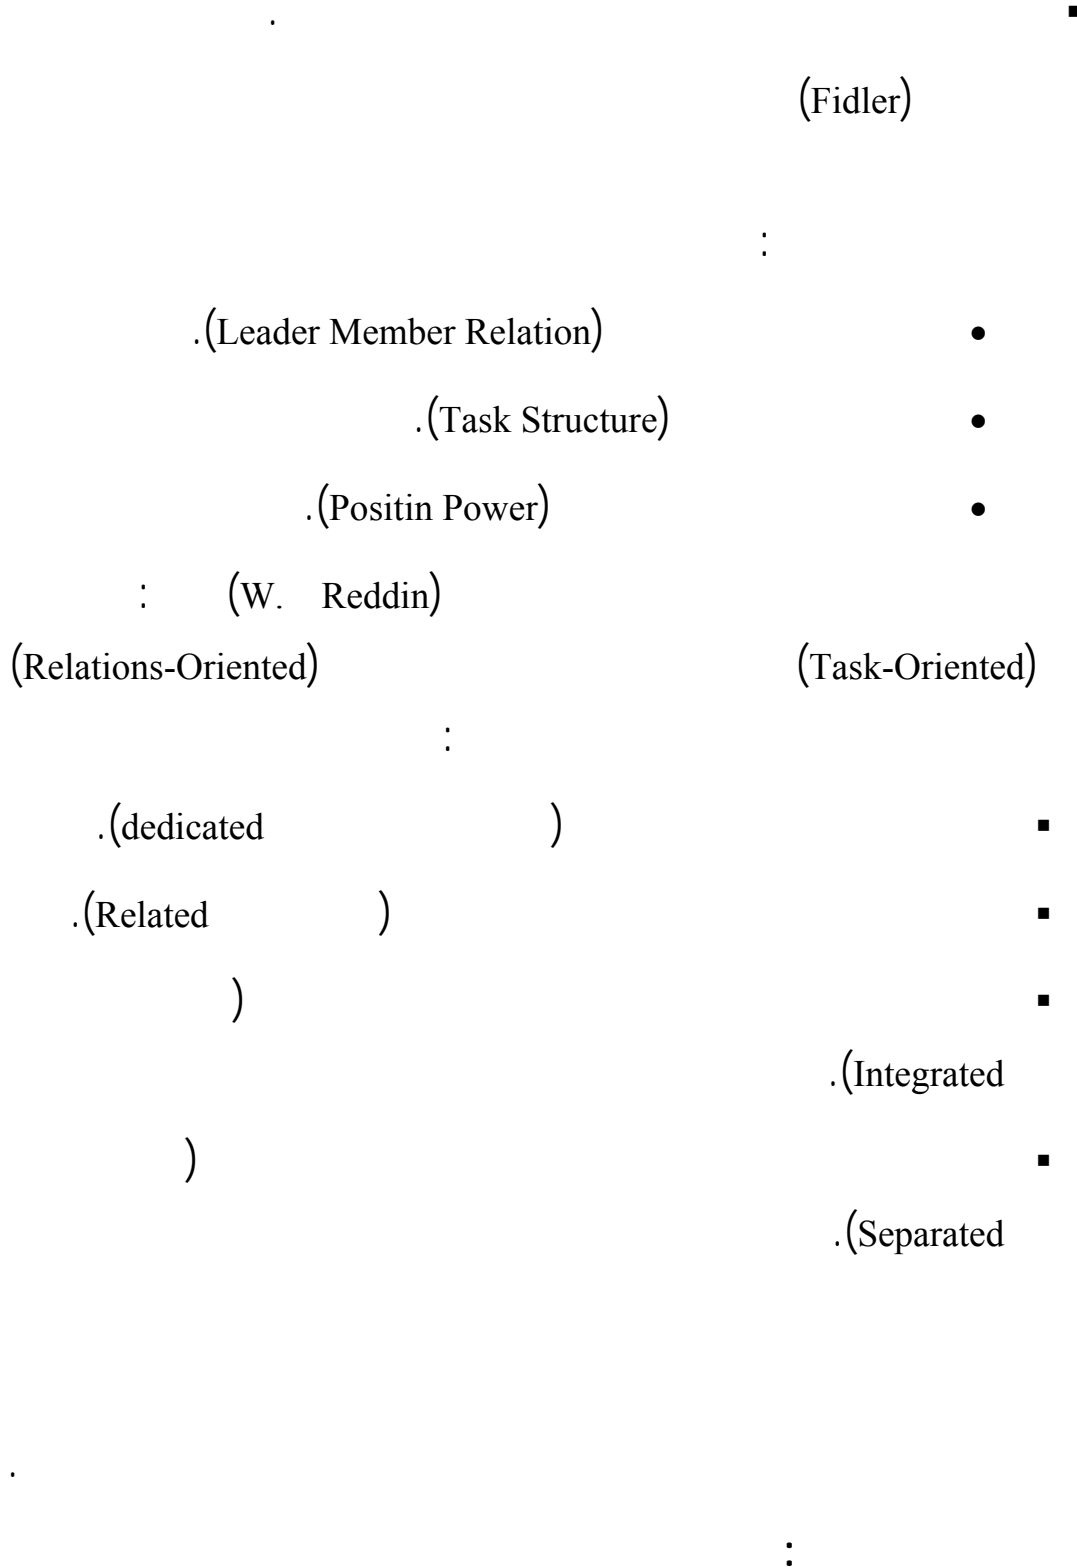 .
(Fidler)
:
(Leader Member Relation).
(Task Structure).
(Positin Power).
(W. Reddin) :
(Task-Oriented) (Relations-Oriented)
:
( dedicated).
( Related).
(
Integrated).
(
Separated).
.
: